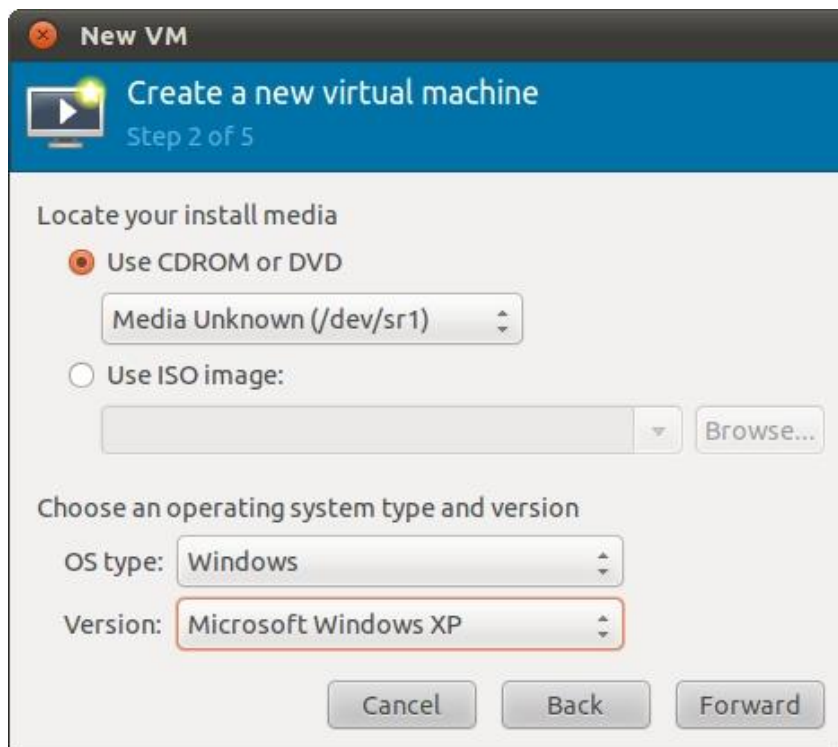 New VM
Create a new virtual machine
Step 2 of 5
Locate your install media
Use CDROM or DVD
Media Unknown (/dev/sr1)
Use ISO image:
Browse...
Choose an operating system type and version
OS type: Windows
Version: Microsoft Windows XP
Cancel Back Forward